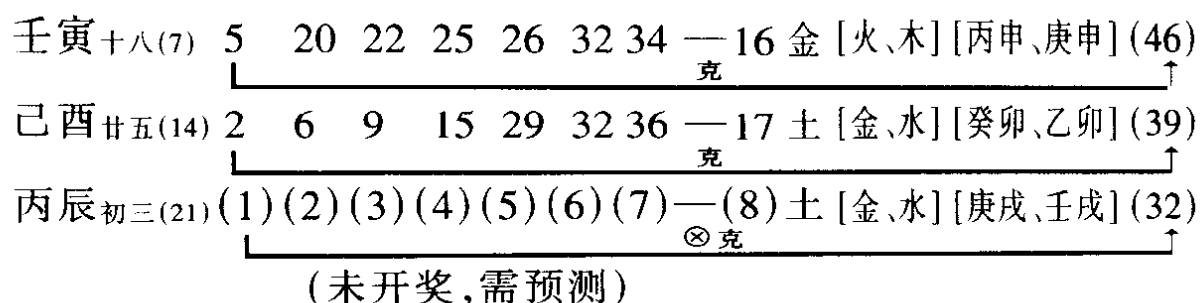 壬寅十八(7) 5 20 22 25 26 32 34 —16 金 [火、木] [丙申、庚申] (46)
克
己酉廿五(14) 2 6 9 15 29 32 36 —17 土 [金、水] [癸卯、乙卯] (39)
克
丙辰初三(21) (1) (2) (3) (4) (5) (6) (7)—(8) 土 [金、水] [庚戌、壬戌] (32)
⊗ 克
(未开奖,需预测)